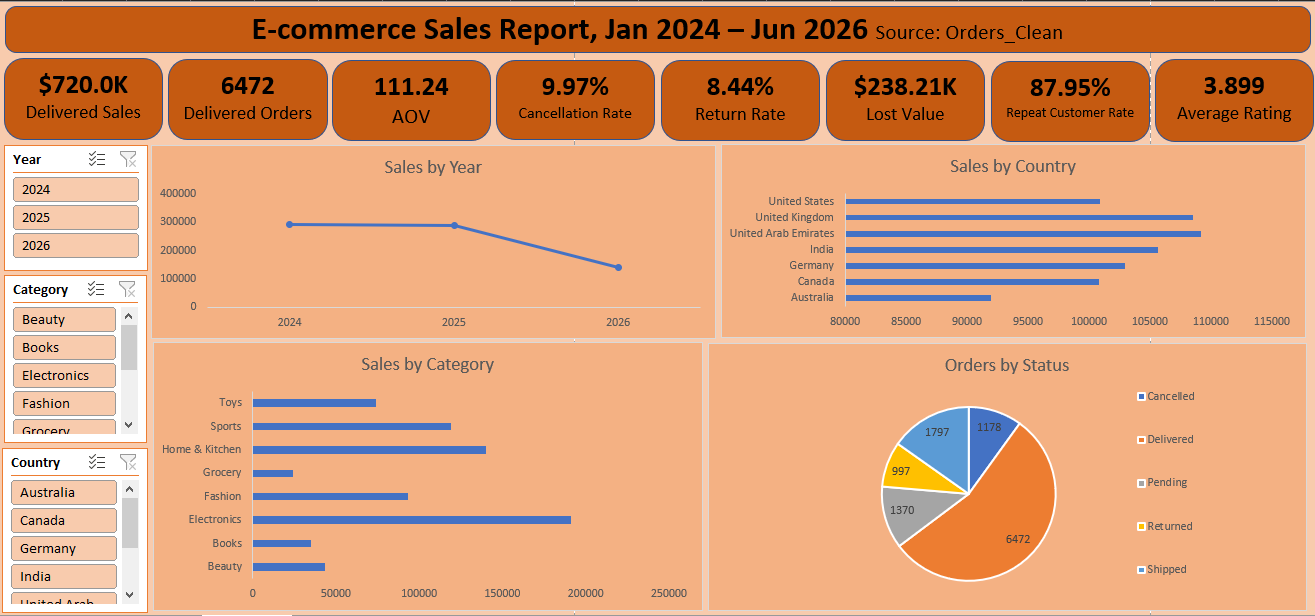 E-commerce Sales Report, Jan 2024 – Jun 2026 Source: Orders_Clean
$720.0K
Delivered Sales
6472
Delivered Orders
111.24
AOV
9.97%
Cancellation Rate
8.44%
Return Rate
$238.21K
Lost Value
87.95%
Repeat Customer Rate
3.899
Average Rating
Year
2024
2025
2026
Category
Beauty
Books
Electronics
Fashion
Grocery
Country
Australia
Canada
Germany
India
United Arab
Sales by Year
400000
300000
200000
100000
0
2024 2025 2026
Sales by Country
United States
United Kingdom
United Arab Emirates
India
Germany
Canada
Australia
80000 85000 90000 95000 100000 105000 110000 115000
Sales by Category
Toys
Sports
Home & Kitchen
Grocery
Fashion
Electronics
Books
Beauty
0 50000 100000 150000 200000 250000
Orders by Status
1178
1797
997
1370
6472
Cancelled
Delivered
Pending
Returned
Shipped